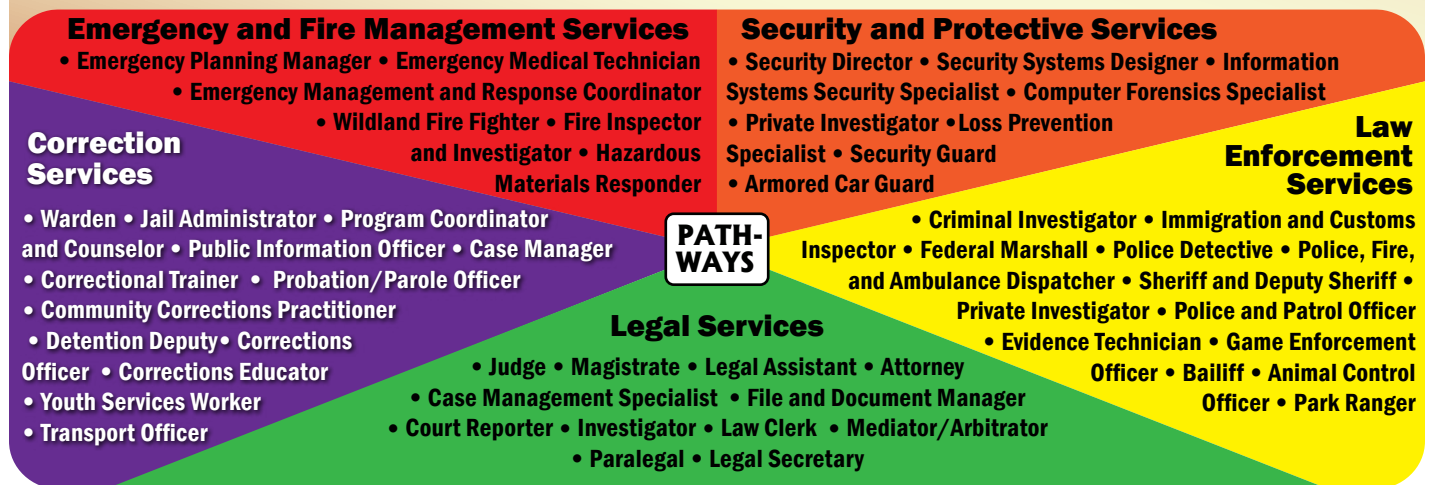 Emergency and Fire Management Services
• Emergency Planning Manager • Emergency Medical Technician
• Emergency Management and Response Coordinator
• Wildland Fire Fighter • Fire Inspector
and Investigator • Hazardous
Materials Responder
Security and Protective Services
• Security Director • Security Systems Designer • Information
Systems Security Specialist • Computer Forensics Specialist
• Private Investigator •Loss Prevention
Specialist • Security Guard
• Armored Car Guard
Correction
Services
• Warden • Jail Administrator • Program Coordinator
and Counselor • Public Information Officer • Case Manager
• Correctional Trainer • Probation/Parole Officer
• Community Corrections Practitioner
• Detention Deputy• Corrections
Officer • Corrections Educator
• Youth Services Worker
• Transport Officer
PATH-
WAYS
Law
Enforcement
Services
• Criminal Investigator • Immigration and Customs
Inspector • Federal Marshall • Police Detective • Police, Fire,
and Ambulance Dispatcher • Sheriff and Deputy Sheriff •
Private Investigator • Police and Patrol Officer
• Evidence Technician • Game Enforcement
Officer • Bailiff • Animal Control
Officer • Park Ranger
Legal Services
• Judge • Magistrate • Legal Assistant • Attorney
• Case Management Specialist • File and Document Manager
• Court Reporter • Investigator • Law Clerk • Mediator/Arbitrator
• Paralegal • Legal Secretary